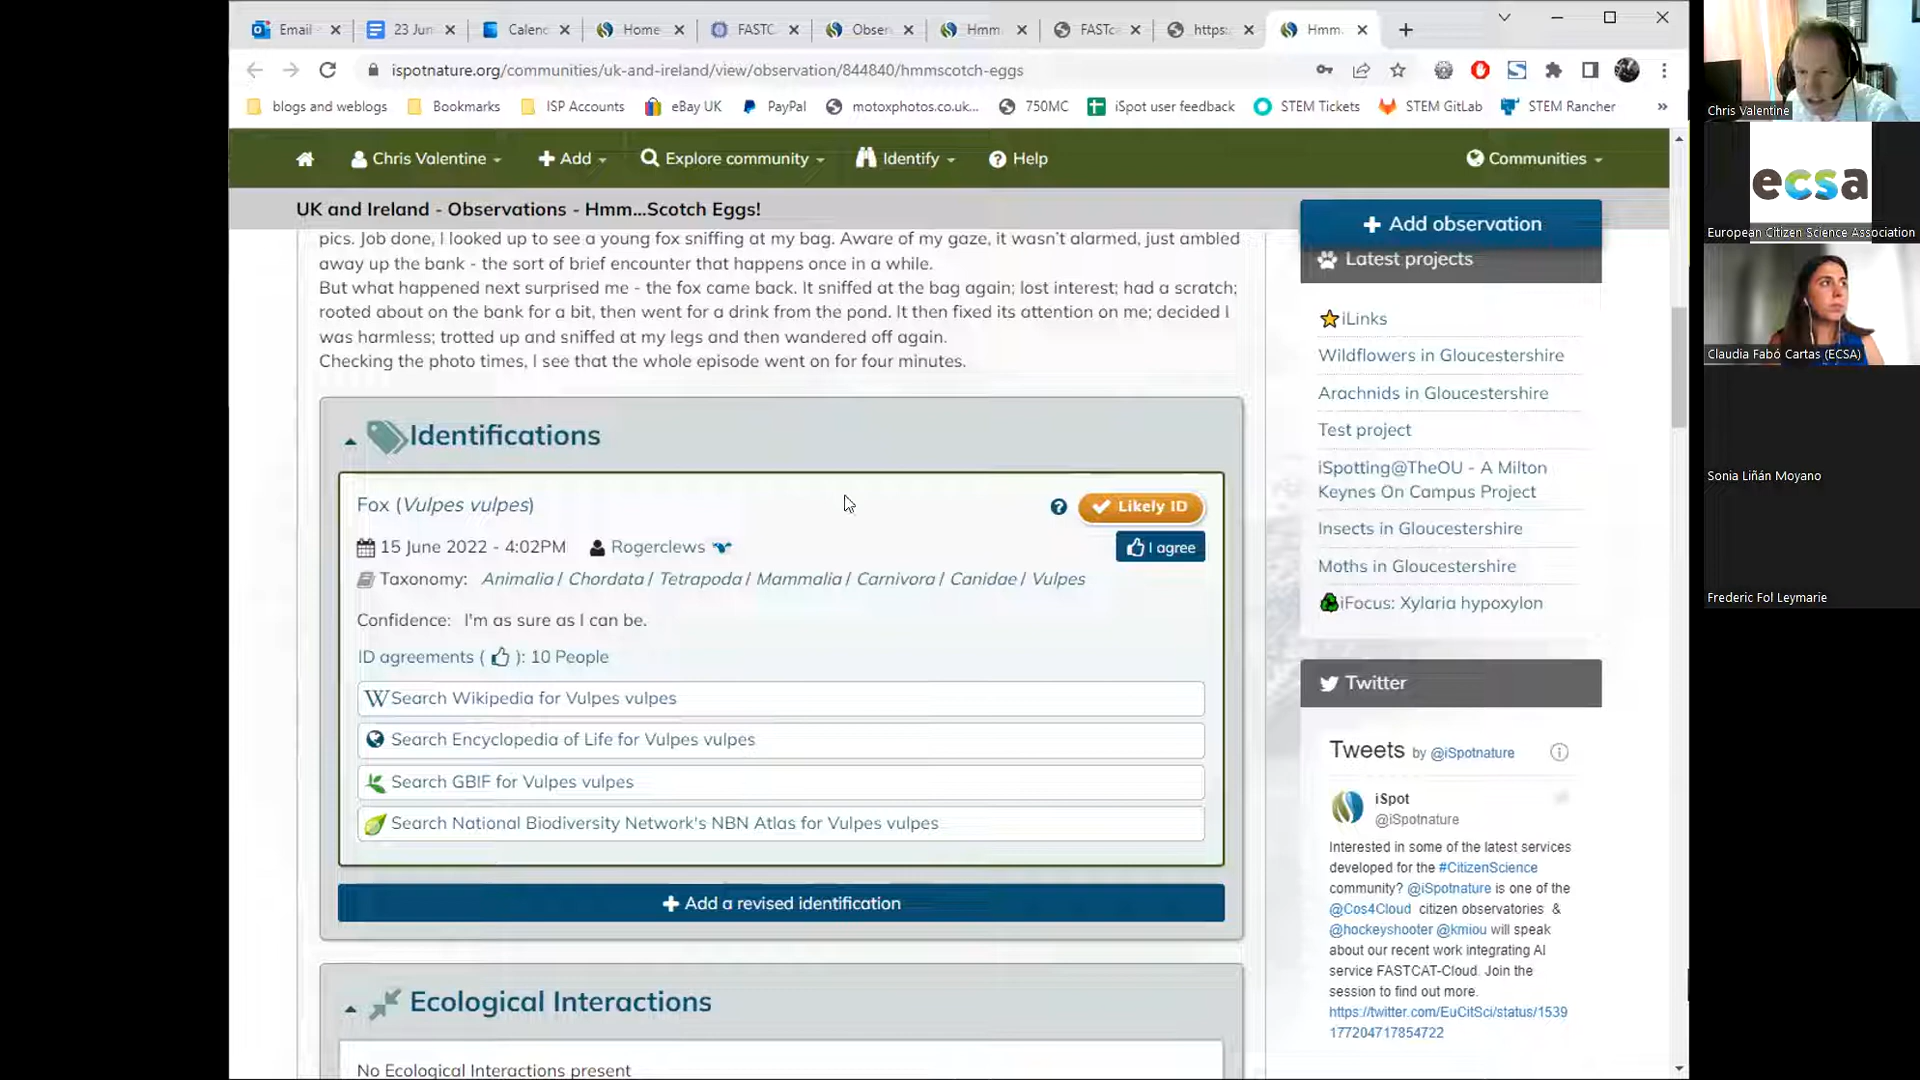 Email
23 Jun
Calenc
Home
FASTC
Obser
Hmm.
FASTc
https:
Hmm.
ispotnature.org/communities/uk-and-ireland/view/observation/844840/hmmscotch-eggs
blogs and weblogs
Bookmarks
ISP Accounts
eBay UK
PayPal
motoxphotos.co.uk...
750MC
iSpot user feedback
STEM Tickets
STEM GitLab
STEM Rancher
»
Chris Valentine
Add
Explore community
Identify
Help
Communities
UK and Ireland - Observations - Hmm...Scotch Eggs!
pics. Job done, I looked up to see a young fox sniffing at my bag. Aware of my gaze, it wasn't alarmed, just ambled
away up the bank - the sort of brief encounter that happens once in a while.
But what happened next surprised me - the fox came back. It sniffed at the bag again; lost interest; had a scratch;
rooted about on the bank for a bit, then went for a drink from the pond. It then fixed its attention on me; decided I
was harmless; trotted up and sniffed at my legs and then wandered off again.
Checking the photo times, I see that the whole episode went on for four minutes.
Identifications
Fox (Vulpes vulpes)
Likely ID
15 June 2022 - 4:02PM
Rogerclews
I agree
Taxonomy: Animalia / Chordata / Tetrapoda / Mammalia / Carnivora / Canidae / Vulpes
Confidence: I'm as sure as I can be.
ID agreements ( ): 10 People
Search Wikipedia for Vulpes vulpes
Search Encyclopedia of Life for Vulpes vulpes
Search GBIF for Vulpes vulpes
Search National Biodiversity Network's NBN Atlas for Vulpes vulpes
+ Add a revised identification
Ecological Interactions
No Ecological Interactions present
+ Add observation
Latest projects
iLinks
Wildflowers in Gloucestershire
Arachnids in Gloucestershire
Test project
iSpotting@TheOU - A Milton
Keynes On Campus Project
Insects in Gloucestershire
Moths in Gloucestershire
iFocus: Xylaria hypoxylon
Twitter
Tweets by @iSpotnature
iSpot
@iSpotnature
Interested in some of the latest services
developed for the #CitizenScience
community? @iSpotnature is one of the
@Cos4Cloud citizen observatories &
@hockeyshooter @kmiou will speak
about our recent work integrating AI
service FASTCAT-Cloud. Join the
session to find out more.
https://twitter.com/EuCitSci/status/1539
177204717854722
Chris Valentine
ecsa
European Citizen Science Association
Claudia Fabó Cartas (ECSA)
Sonia Liñán Moyano
Frederic Fol Leymarie